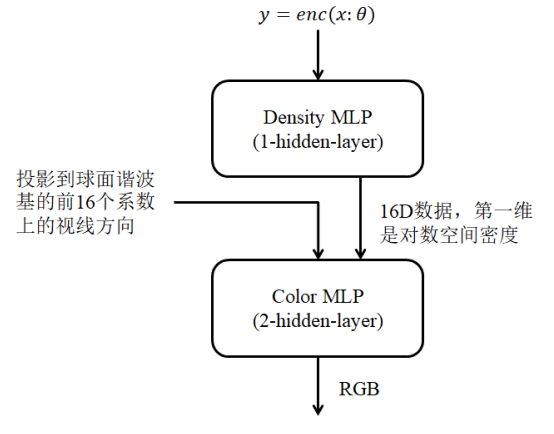 y = enc(x: θ)
Density MLP
(1-hidden-layer)
投影到球面谐波
基的前16个系数
上的视线方向
16D数据，第一维
是对数空间密度
Color MLP
(2-hidden-layer)
RGB